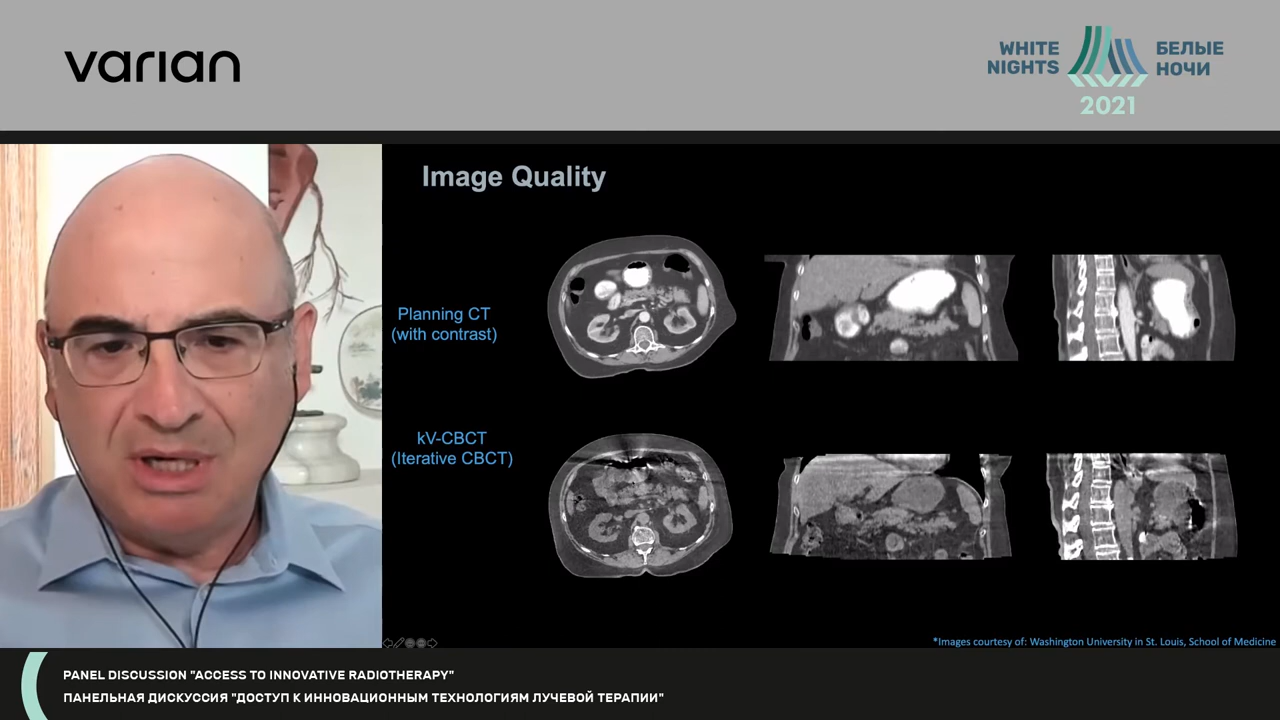 varian
WHITE
NIGHTS
БЕЛЫЕ
НОЧИ
2021
Image Quality
Planning CT
(with contrast)
kV-CBCT
(Iterative CBCT)
*Images courtesy of: Washington University in St. Louis, School of Medicine
PANEL DISCUSSION "ACCESS TO INNOVATIVE RADIOTHERAPY"
ПАНЕЛЬНАЯ ДИСКУССИЯ "ДОСТУП К ИННОВАЦИОННЫМ ТЕХНОЛОГИЯМ ЛУЧЕВОЙ ТЕРАПИИ"